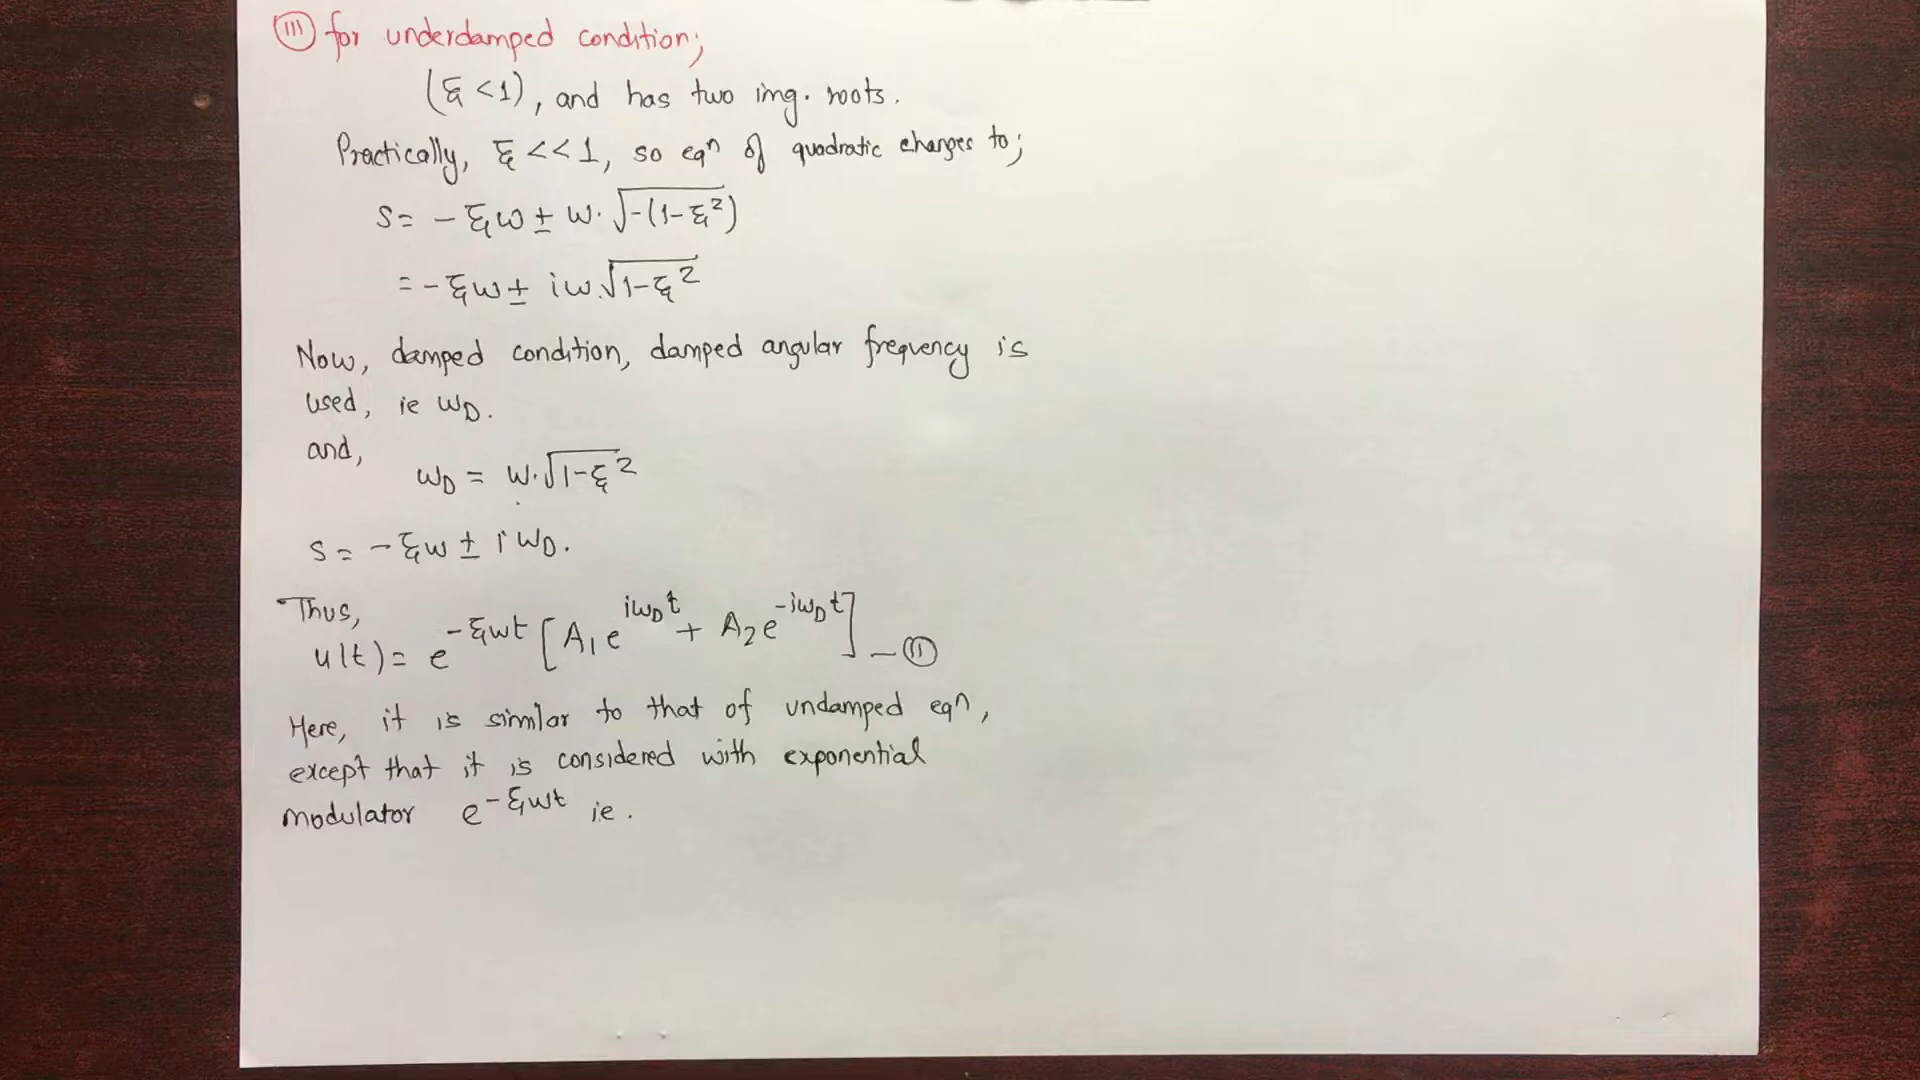 (III) for underdamped condition;
(ξ <1), and has two img. roots.
Practically, ξ <<1, so eqn of quadratic changes to;
S= - ξω ± ω. √-(1-ξ²)
= - ξω ± iω.√1-ξ²
Now, damped condition, damped angular frequency is
used, ie ωD.
and,
ωD = ω.√1-ξ²
S = - ξω ± iωD.
Thus,
u(t)= e^-ξωt [A₁e^iωDt + A₂e^-iωDt] — (III)
Here, it is similar to that of undamped eqn,
except that it is considered with exponential
modulator e^-ξωt ie.